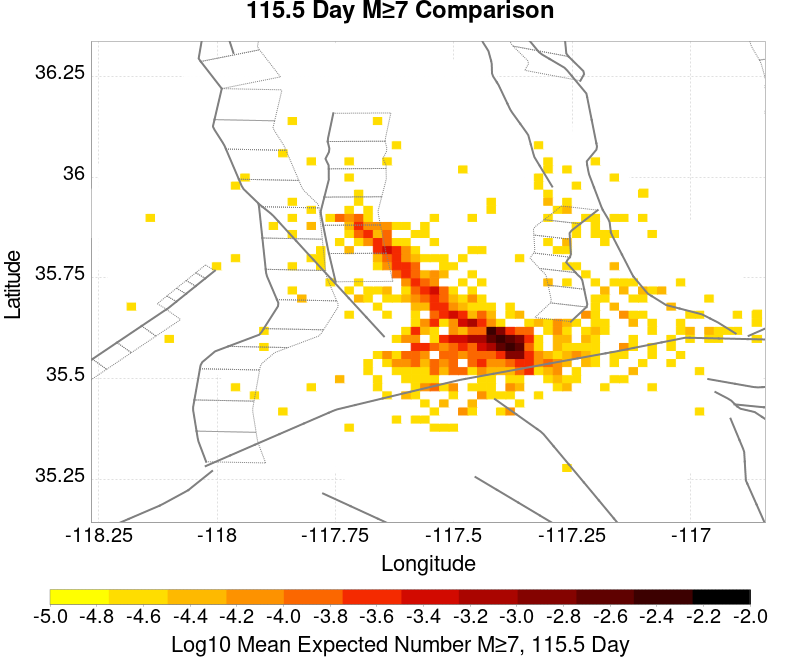 115.5 Day M≥7 Comparison
36.25
36
35.75
35.5
35.25
Latitude
-118.25 -118 -117.75 -117.5 -117.25 -117
Longitude
-5.0 -4.8 -4.6 -4.4 -4.2 -4.0 -3.8 -3.6 -3.4 -3.2 -3.0 -2.8 -2.6 -2.4 -2.2 -2.0
Log10 Mean Expected Number M≥7, 115.5 Day